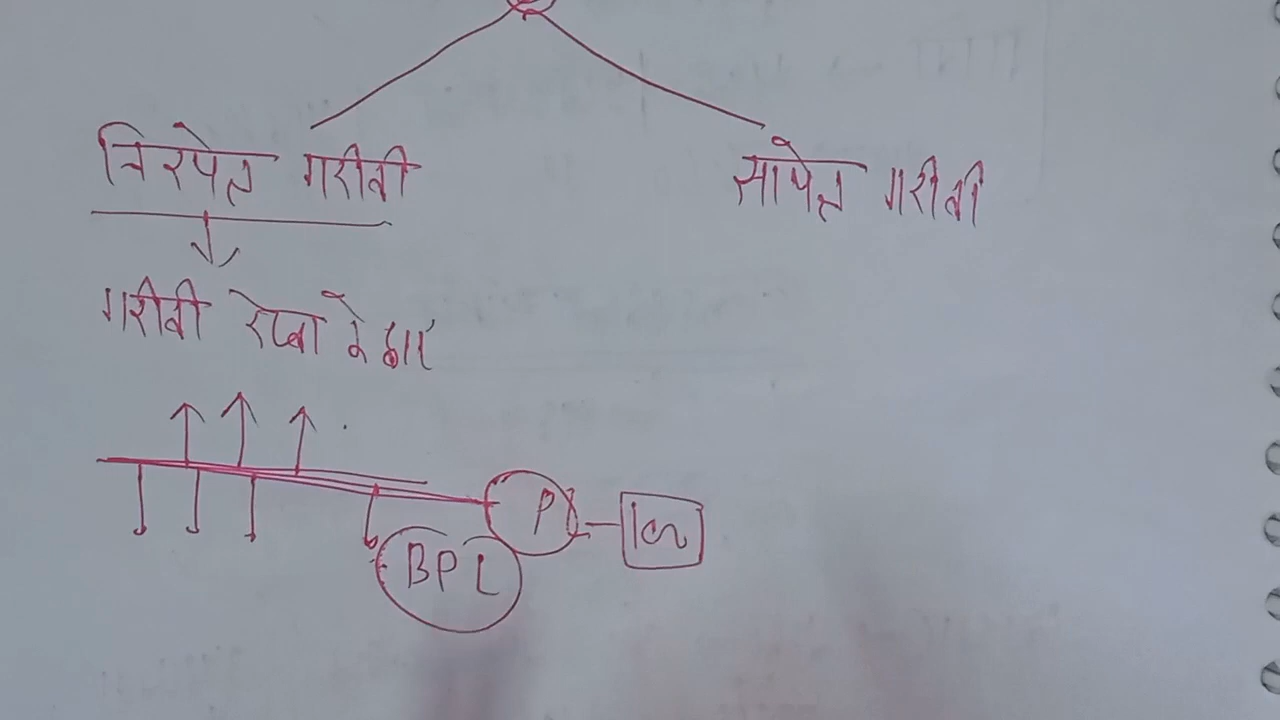 निरपेक्ष गरीबी
सापेक्ष गरीबी
गरीबी रेखा के द्वारा
BPL